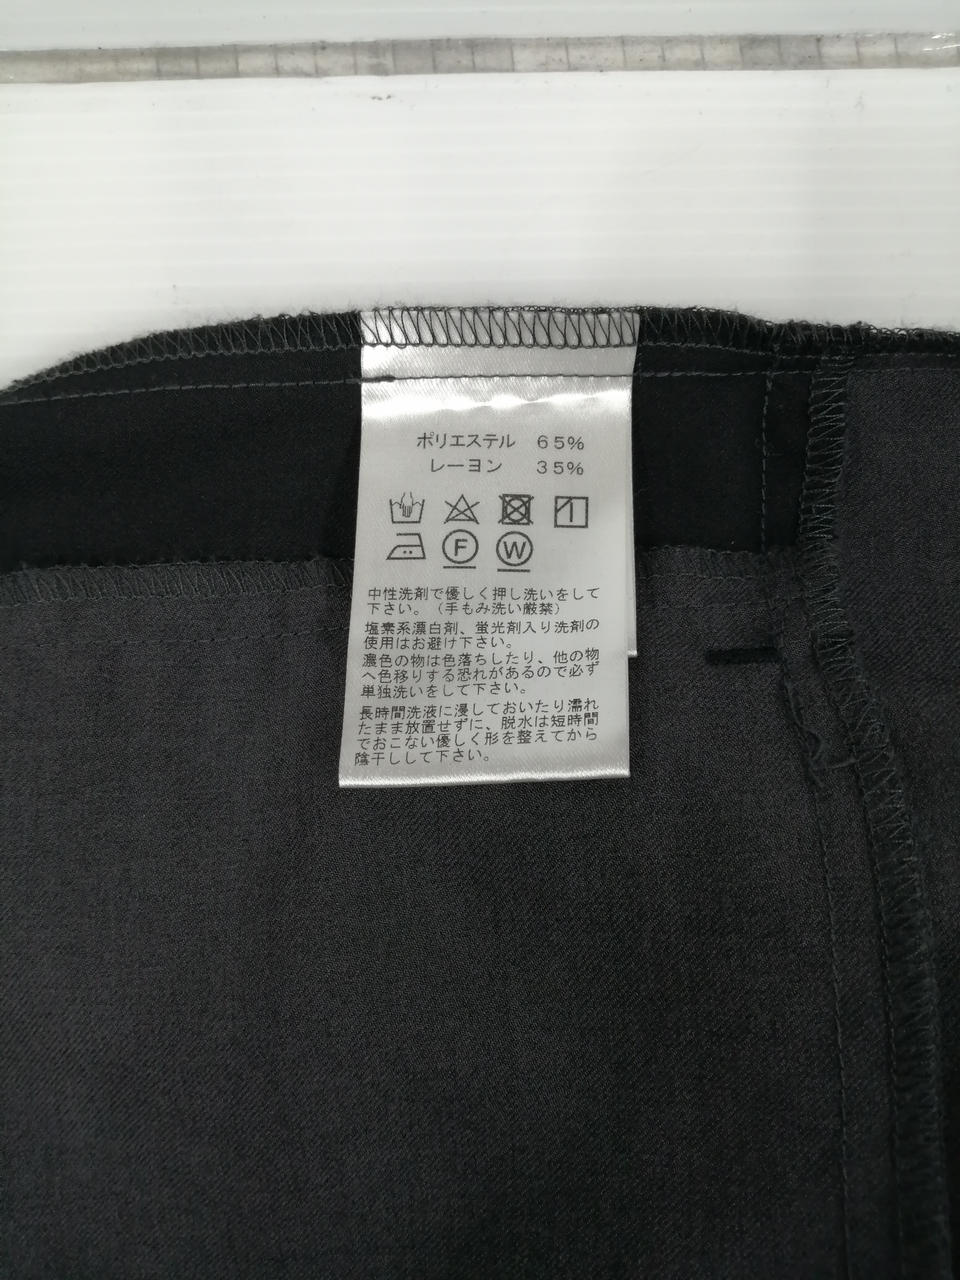 ポリエステル 65%
レーヨン 35%
F W
中性洗剤で優しく押し洗いをして
下さい。（手もみ洗い厳禁）
塩素系漂白剤、蛍光剤入り洗剤の
使用はお避け下さい。
濃色の物は色落ちしたり、他の物
へ色移りする恐れがあるので必ず
単独洗いをして下さい。
長時間洗液に浸しておいたり濡れ
たまま放置せずに、脱水は短時間
でおこない優しく形を整えてから
陰干しして下さい。